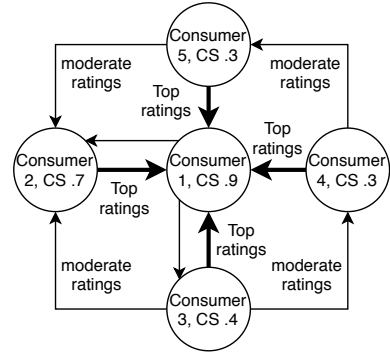 Consumer
5, CS .3
moderate
ratings
moderate
ratings
Top
ratings
Top
ratings
Consumer
2, CS .7
Consumer
1, CS .9
Consumer
4, CS .3
Top
ratings
Top
ratings
moderate
ratings
moderate
ratings
Consumer
3, CS .4